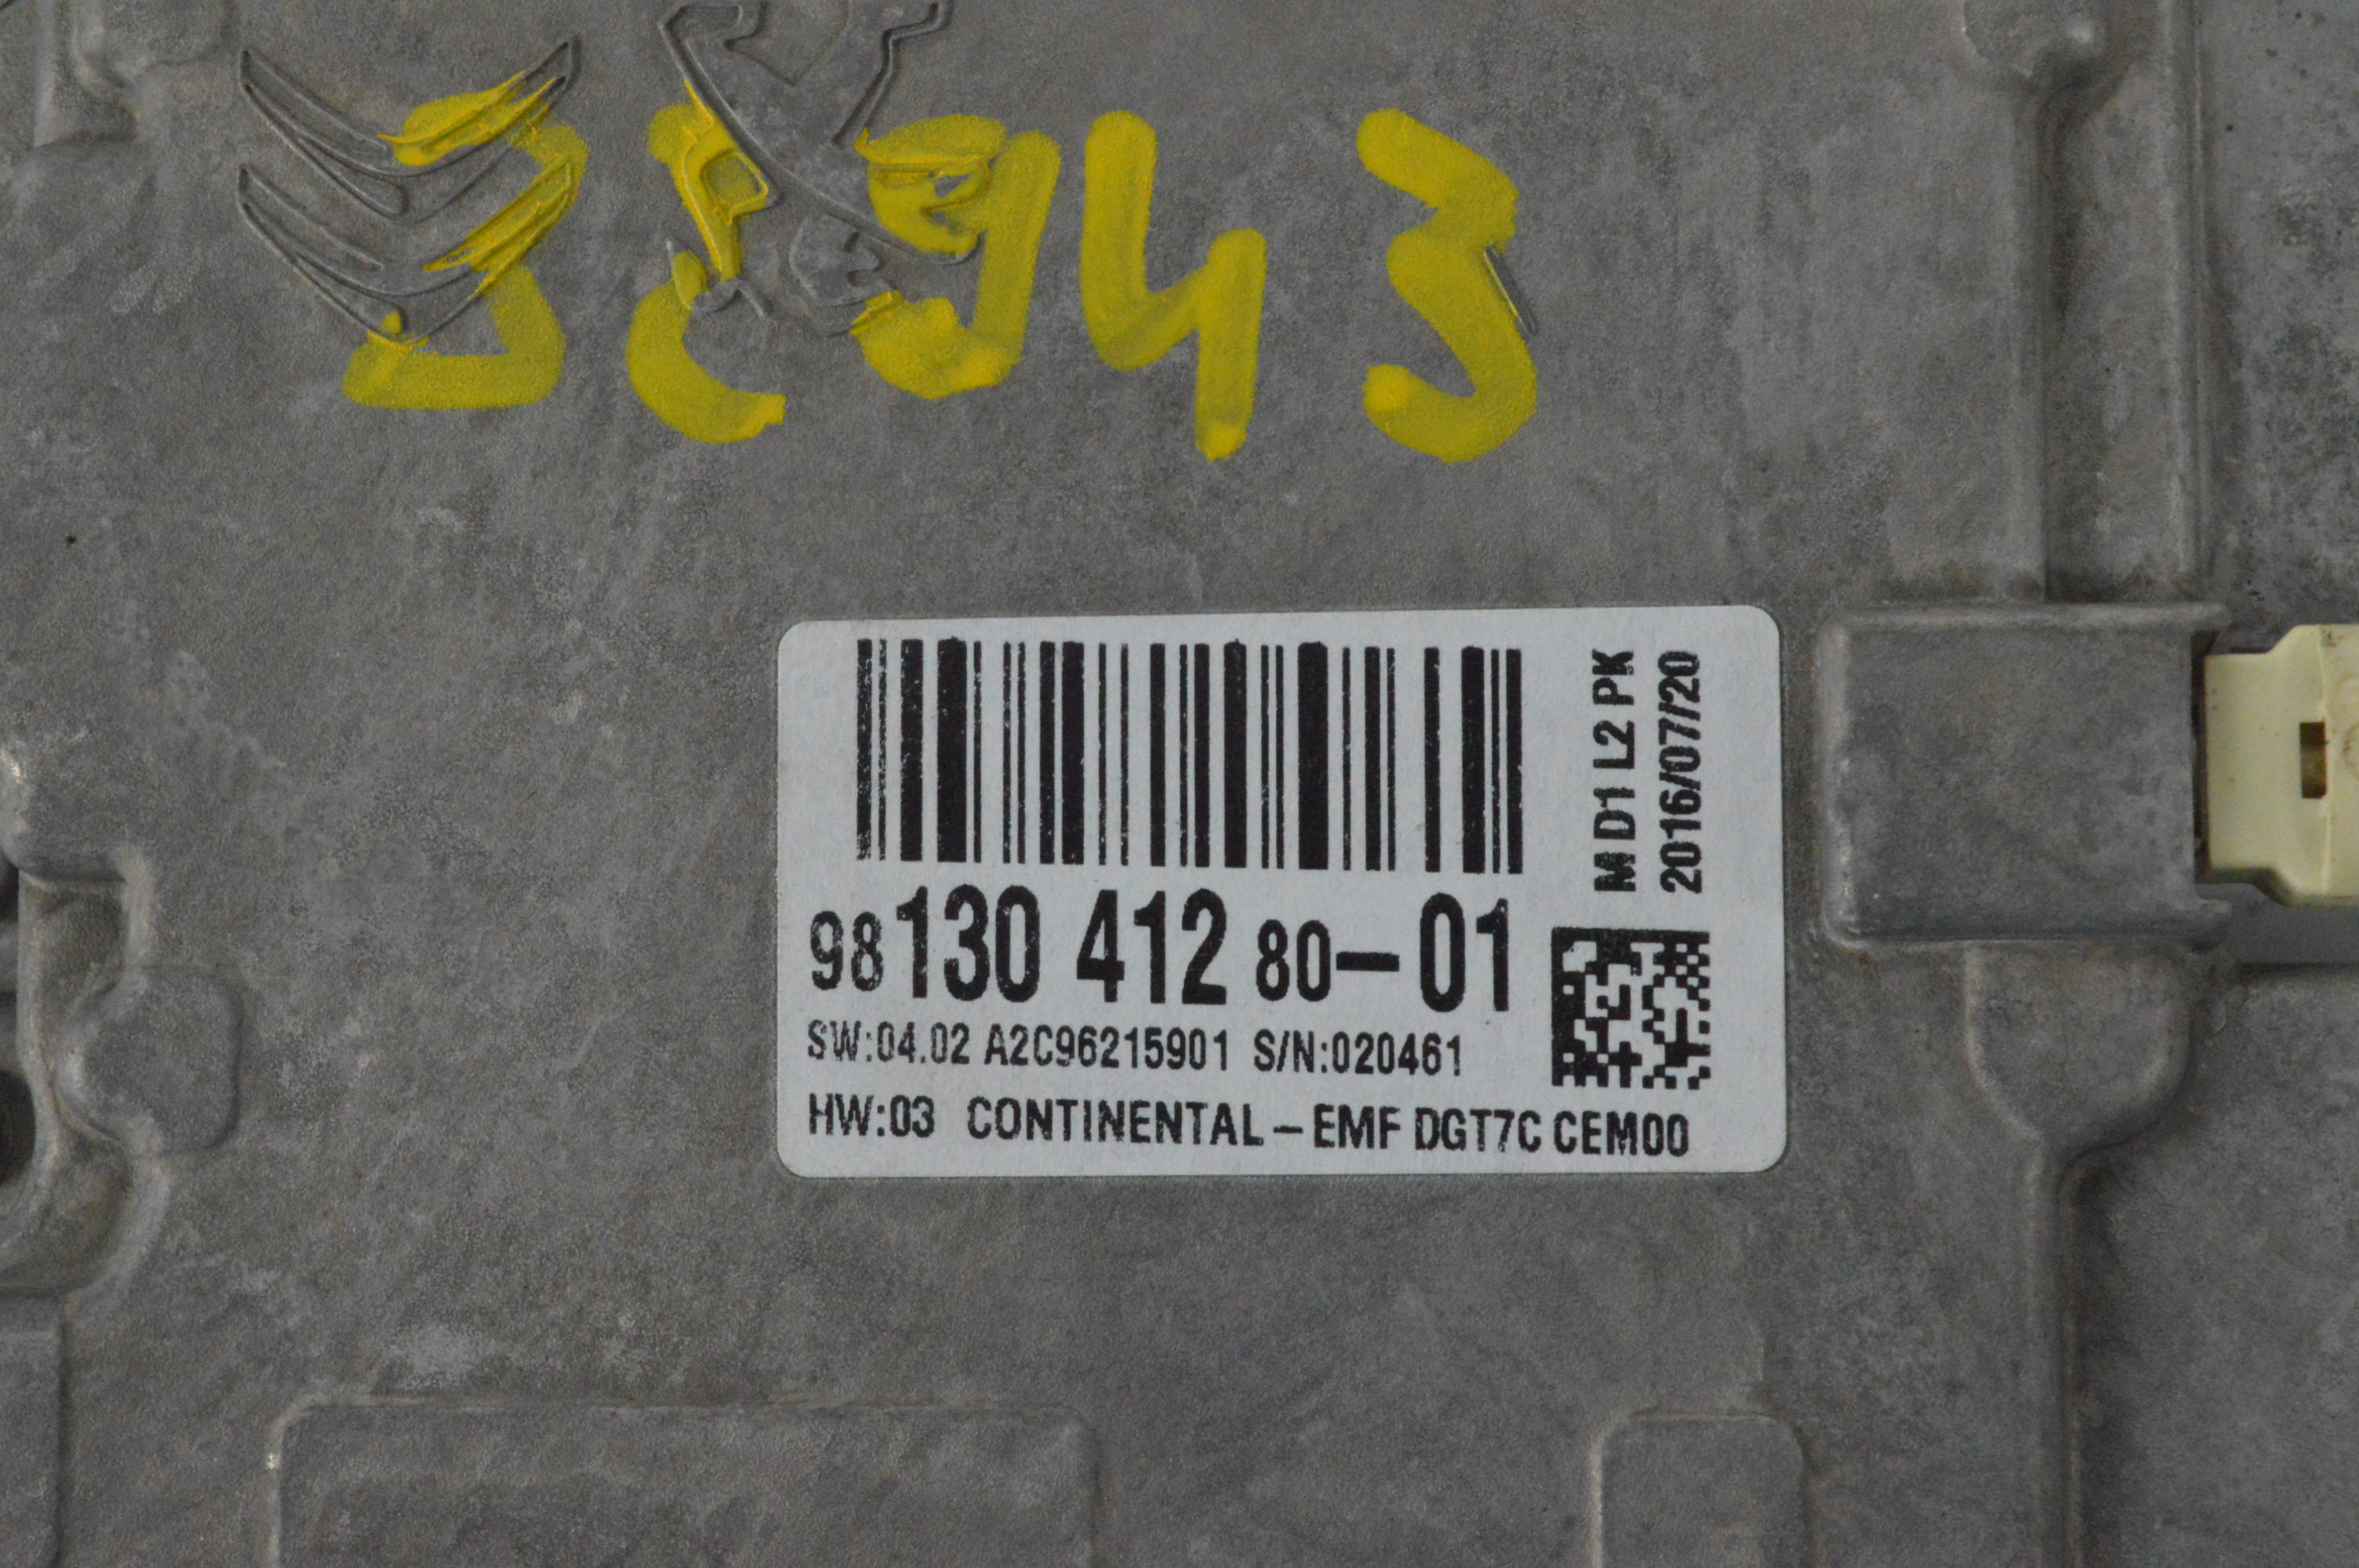 98 130 412 80-01
SW:04.02 A2C96215901 S/N:020461
HW:03 CONTINENTAL-EMF DGT7C CEM00
M D1 L2 PK
2016/07/20